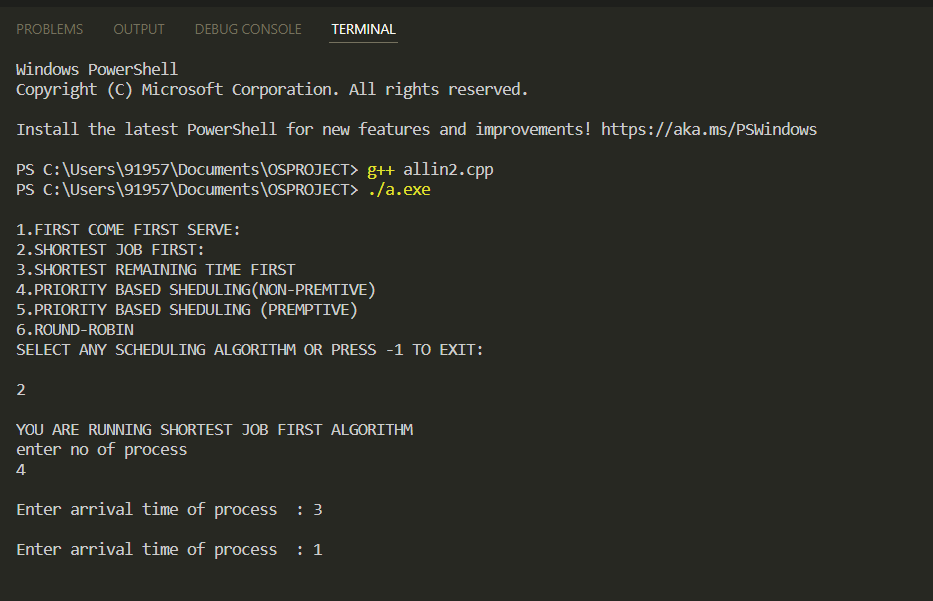 PROBLEMS OUTPUT DEBUG CONSOLE TERMINAL
Windows PowerShell
Copyright (C) Microsoft Corporation. All rights reserved.
Install the latest PowerShell for new features and improvements! https://aka.ms/PSWindows
PS C:\Users\91957\Documents\OSPROJECT> g++ allin2.cpp
PS C:\Users\91957\Documents\OSPROJECT> ./a.exe
1.FIRST COME FIRST SERVE:
2.SHORTEST JOB FIRST:
3.SHORTEST REMAINING TIME FIRST
4.PRIORITY BASED SHEDULING(NON-PREMTIVE)
5.PRIORITY BASED SHEDULING (PREMPTIVE)
6.ROUND-ROBIN
SELECT ANY SCHEDULING ALGORITHM OR PRESS -1 TO EXIT:
2
YOU ARE RUNNING SHORTEST JOB FIRST ALGORITHM
enter no of process
4
Enter arrival time of process  : 3
Enter arrival time of process  : 1